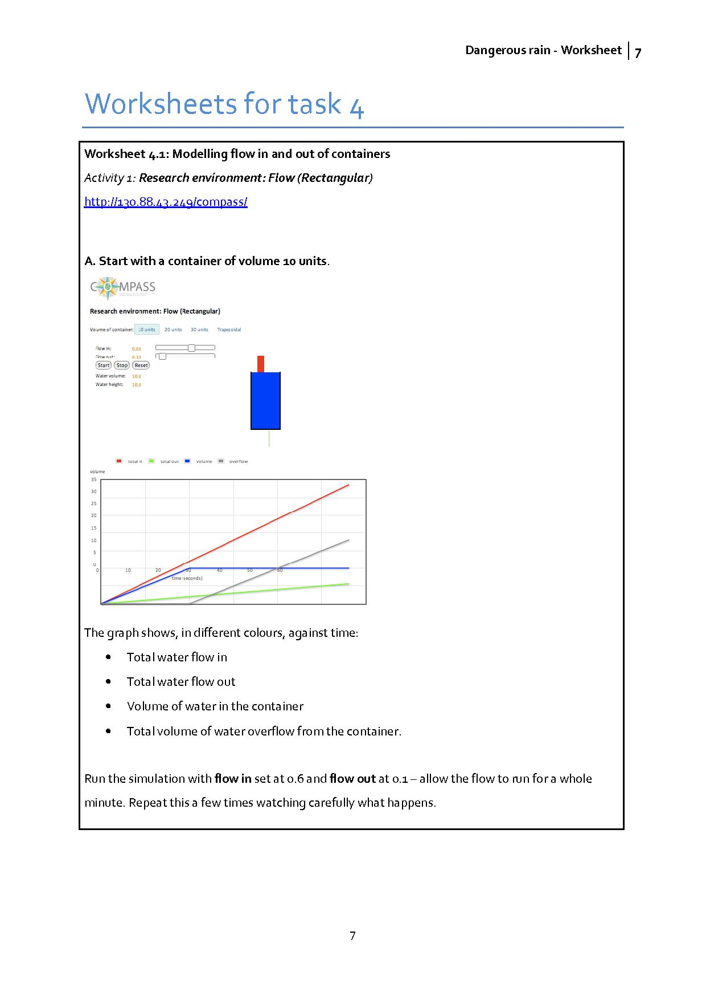 Dangerous rain - Worksheet 7
Worksheets for task 4
Worksheet 4.1: Modelling flow in and out of containers
Activity 1: Research environment: Flow (Rectangular)
http://130.88.43.249/compass/
A. Start with a container of volume 10 units.
COMPASS
Research environment: Flow (Rectangular)
Volume of container: 10 units 20 units 30 units Trapezoidal
Flow in: 0.60
Flow out: 0.10
Start Stop Reset
Water volume: 10.0
Water height: 10.0
total in total out volume overflow
volume
35
30
25
20
15
10
5
0
0 10 20 30 40 50 60
time (seconds)
The graph shows, in different colours, against time:
• Total water flow in
• Total water flow out
• Volume of water in the container
• Total volume of water overflow from the container.
Run the simulation with flow in set at 0.6 and flow out at 0.1 – allow the flow to run for a whole
minute. Repeat this a few times watching carefully what happens.
7